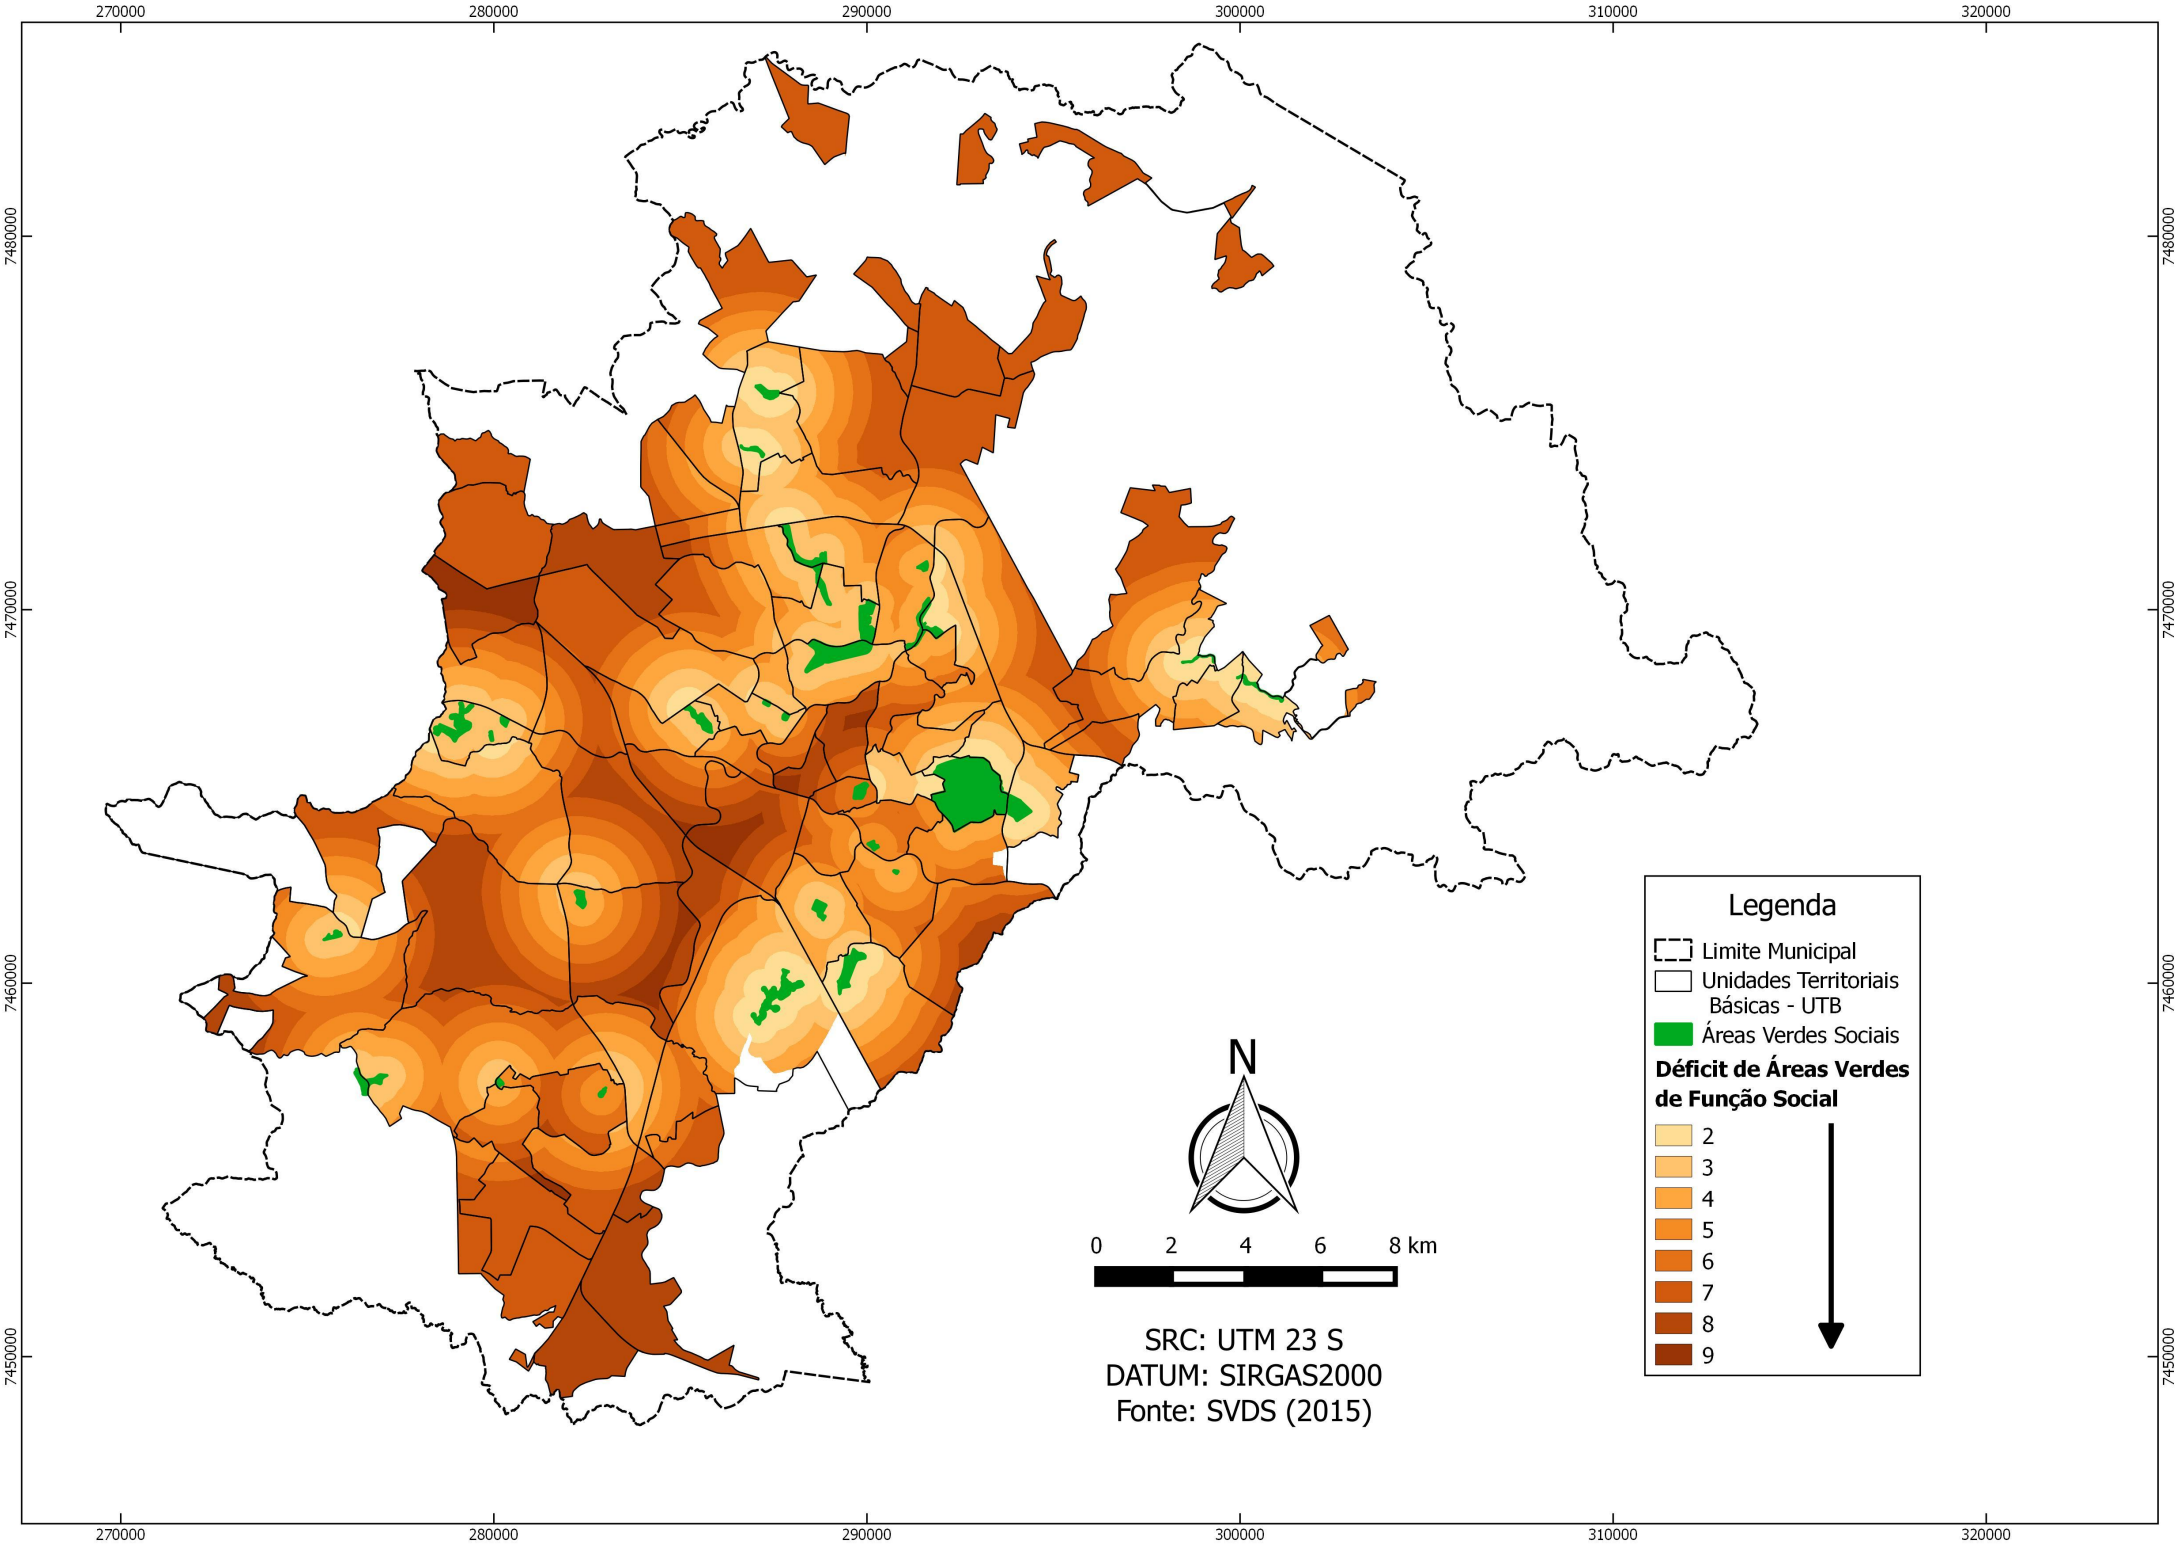 270000 280000 290000 300000 310000 320000
7480000 7480000
7470000 7470000
7460000 7460000
7450000 7450000
Legenda
Limite Municipal
Unidades Territoriais
Básicas - UTB
Áreas Verdes Sociais
Déficit de Áreas Verdes
de Função Social
2
3
4
5
6
7
8
9
N
0 2 4 6 8 km
SRC: UTM 23 S
DATUM: SIRGAS2000
Fonte: SVDS (2015)
270000 280000 290000 300000 310000 320000